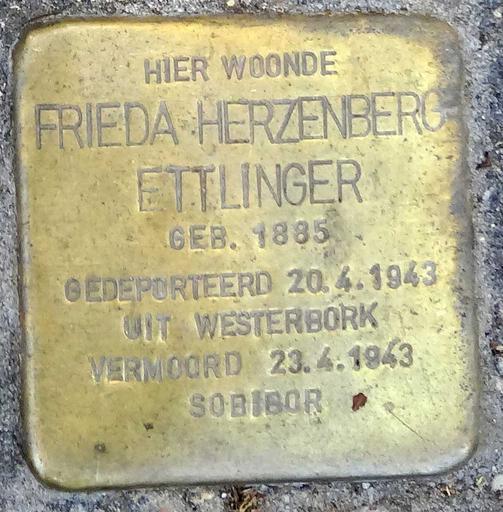 HIER WOONDE
FRIEDA HERZENBERG-
ETTLINGER
GEB. 1885
GEDEPORTEERD 20.4.1943
UIT WESTERBORK
VERMOORD 23.4.1943
SOBIBOR